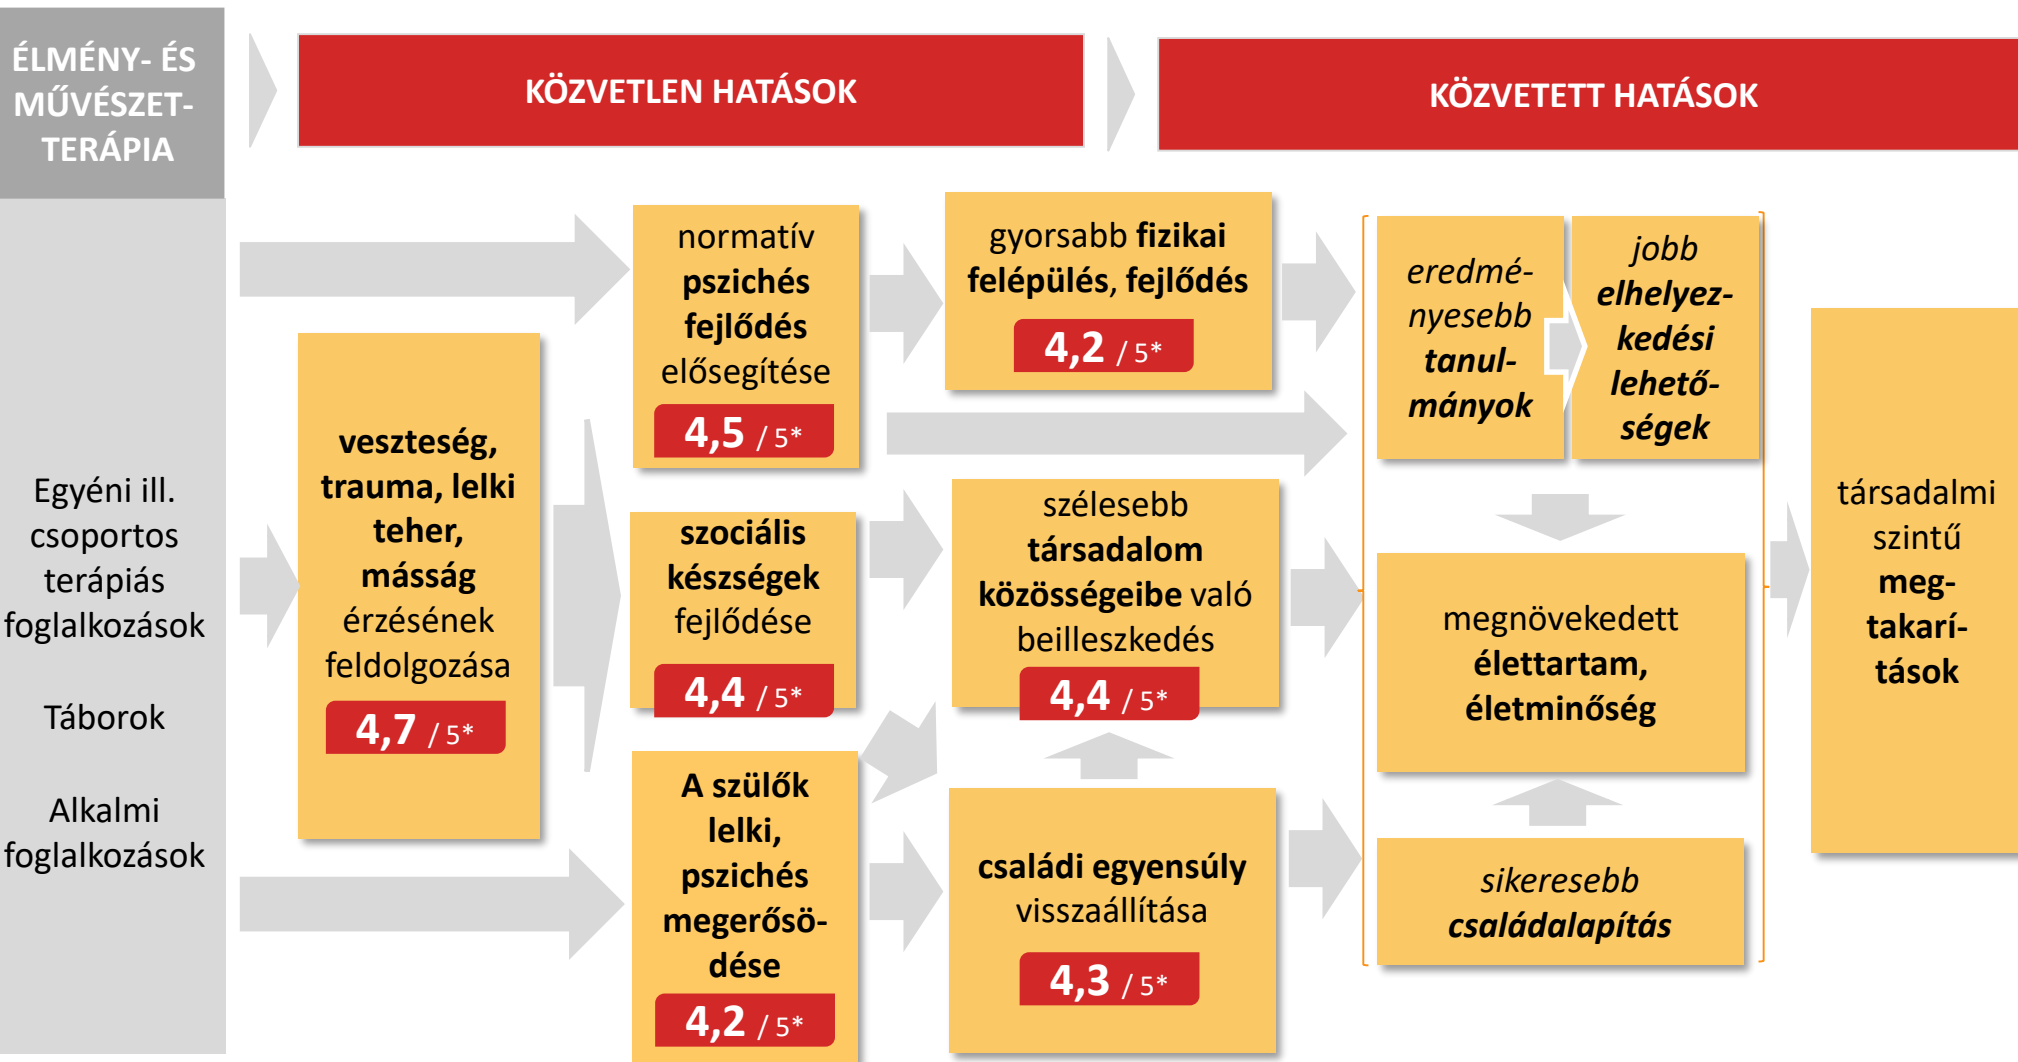 ÉLMÉNY- ÉS
MŰVÉSZET-
TERÁPIA
KÖZVETLEN HATÁSOK
KÖZVETETT HATÁSOK
Egyéni ill.
csoportos
terápiás
foglalkozások
Táborok
Alkalmi
foglalkozások
veszteség,
trauma, lelki
teher,
másság
érzésének
feldolgozása
4,7 / 5*
normatív
pszichés
fejlődés
elősegítése
4,5 / 5*
szociális
készségek
fejlődése
4,4 / 5*
A szülők
lelki,
pszichés
megerősö-
dése
4,2 / 5*
gyorsabb fizikai
felépülés, fejlődés
4,2 / 5*
szélesebb
társadalom
közösségeibe való
beilleszkedés
4,4 / 5*
családi egyensúly
visszaállítása
4,3 / 5*
eredmé-
nyesebb
tanul-
mányok
jobb
elhelyez-
kedési
lehető-
ségek
megnövekedett
élettartam,
életminőség
sikeresebb
családalapítás
társadalmi
szintű
meg-
takarí-
tások